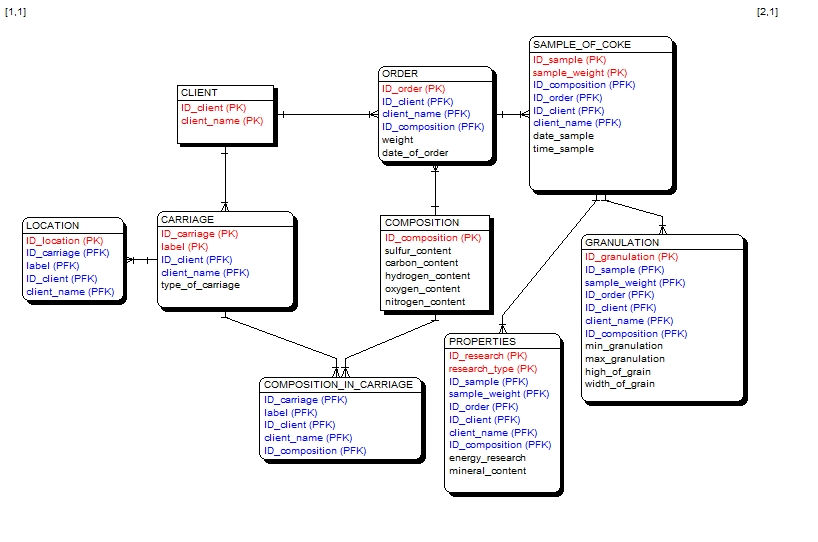 [1,1]
[2,1]
CLIENT
ID_client (PK)
client_name (PK)
ORDER
ID_order (PK)
ID_client (PFK)
client_name (PFK)
ID_composition (PFK)
weight
date_of_order
SAMPLE_OF_COKE
ID_sample (PK)
sample_weight (PK)
ID_composition (PFK)
ID_order (PFK)
ID_client (PFK)
client_name (PFK)
date_sample
time_sample
LOCATION
ID_location (PK)
ID_carriage (PFK)
label (PFK)
ID_client (PFK)
client_name (PFK)
CARRIAGE
ID_carriage (PK)
label (PK)
ID_client (PFK)
client_name (PFK)
type_of_carriage
COMPOSITION
ID_composition (PK)
sulfur_content
carbon_content
hydrogen_content
oxygen_content
nitrogen_content
GRANULATION
ID_granulation (PK)
ID_sample (PFK)
sample_weight (PFK)
ID_order (PFK)
ID_client (PFK)
client_name (PFK)
ID_composition (PFK)
min_granulation
max_granulation
high_of_grain
width_of_grain
COMPOSITION_IN_CARRIAGE
ID_carriage (PFK)
label (PFK)
ID_client (PFK)
client_name (PFK)
ID_composition (PFK)
PROPERTIES
ID_research (PK)
research_type (PK)
ID_sample (PFK)
sample_weight (PFK)
ID_order (PFK)
ID_client (PFK)
client_name (PFK)
ID_composition (PFK)
energy_research
mineral_content